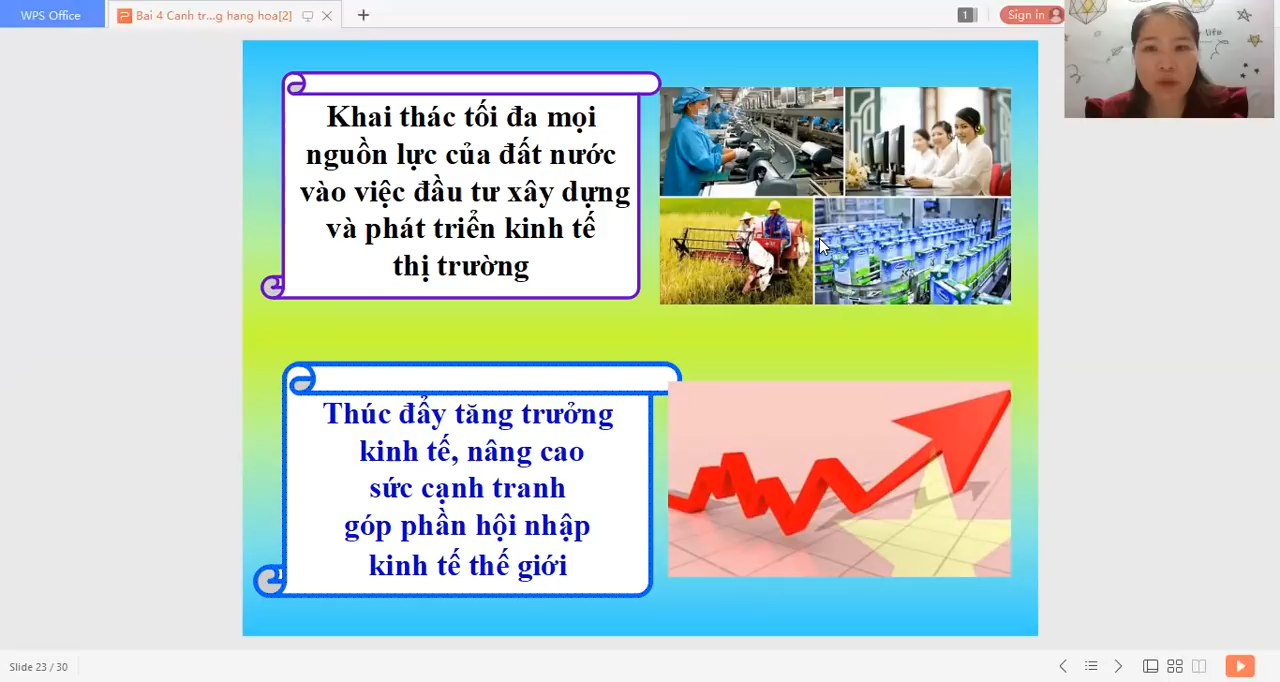 WPS Office
Bai 4 Canh tr...g hang hoa[2]
1
Sign in
Khai thác tối đa mọi
nguồn lực của đất nước
vào việc đầu tư xây dựng
và phát triển kinh tế
thị trường
Thúc đẩy tăng trưởng
kinh tế, nâng cao
sức cạnh tranh
góp phần hội nhập
kinh tế thế giới
Slide 23 / 30